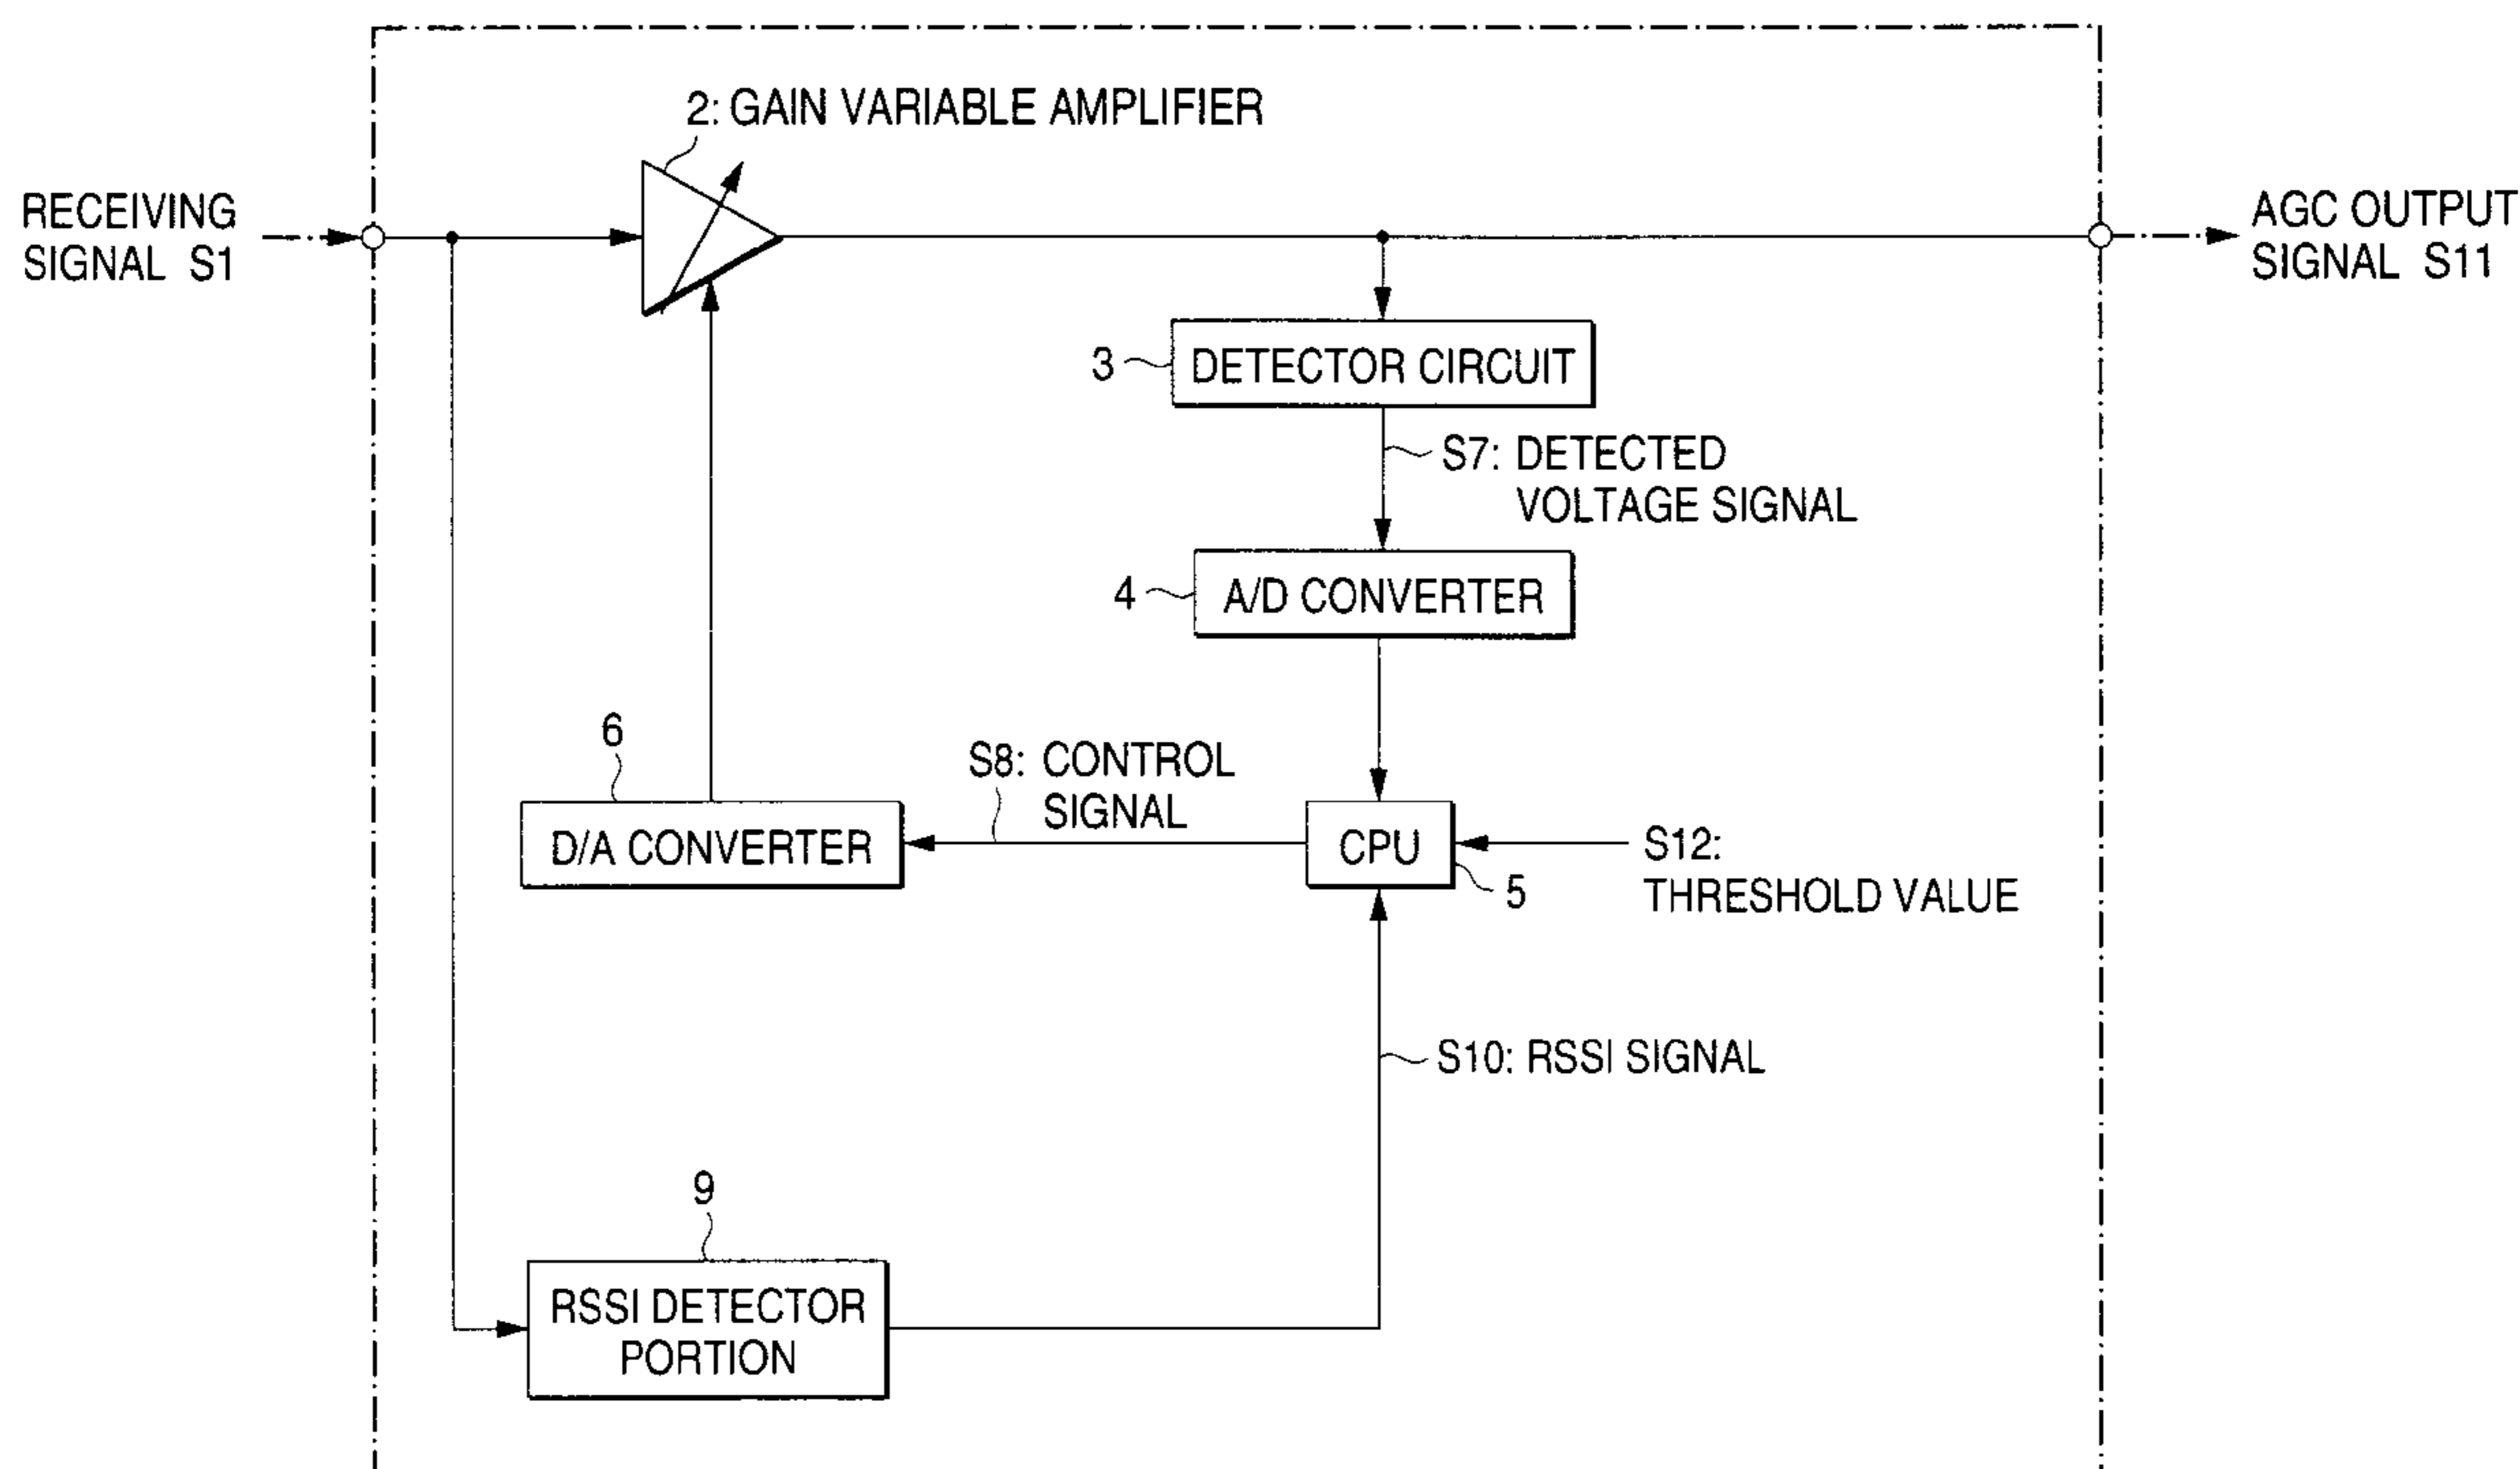 2: GAIN VARIABLE AMPLIFIER
RECEIVING
SIGNAL S1
AGC OUTPUT
SIGNAL S11
3
DETECTOR CIRCUIT
S7: DETECTED
VOLTAGE SIGNAL
4
A/D CONVERTER
6
S8: CONTROL
SIGNAL
D/A CONVERTER
CPU
5
S12:
THRESHOLD VALUE
S10: RSSI SIGNAL
9
RSSI DETECTOR
PORTION